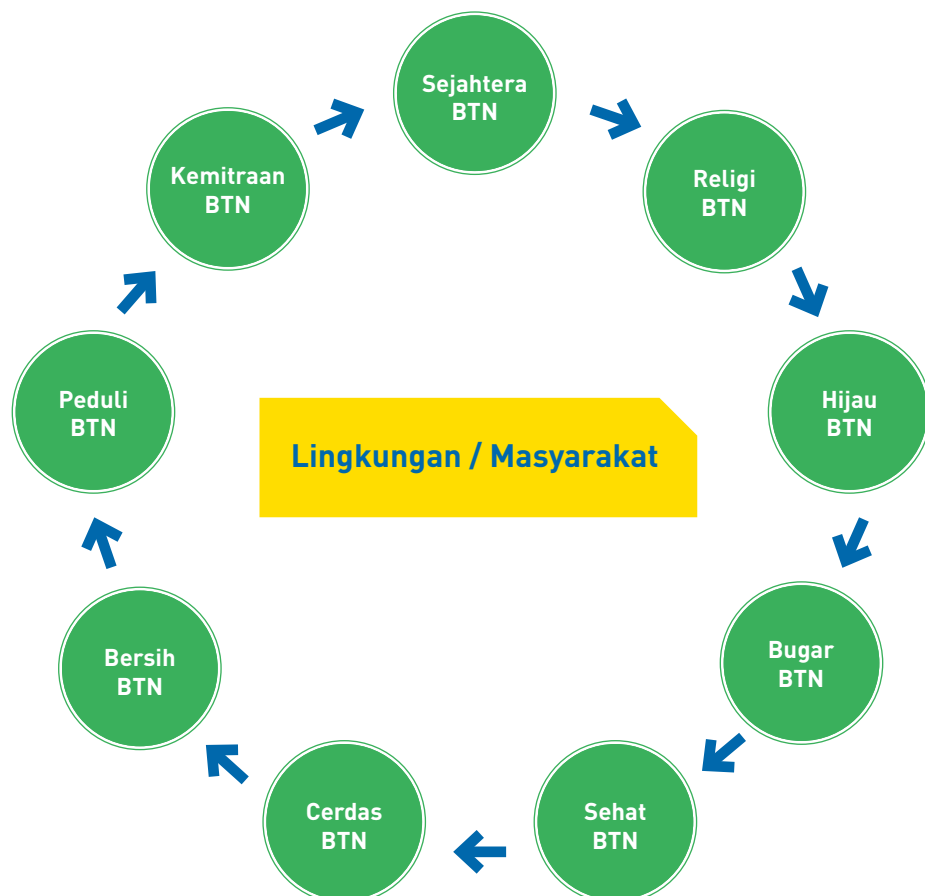 Sejahtera
BTN
Religi
BTN
Hijau
BTN
Bugar
BTN
Sehat
BTN
Cerdas
BTN
Bersih
BTN
Peduli
BTN
Kemitraan
BTN
Lingkungan / Masyarakat